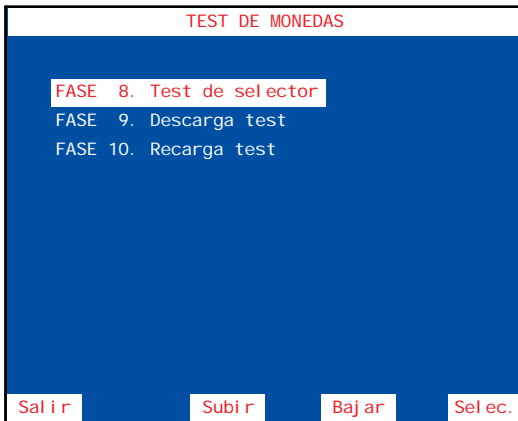 TEST DE MONEDAS
FASE 8. Test de selector
FASE 9. Descarga test
FASE 10. Recarga test
Salir Subir Bajar Selec.